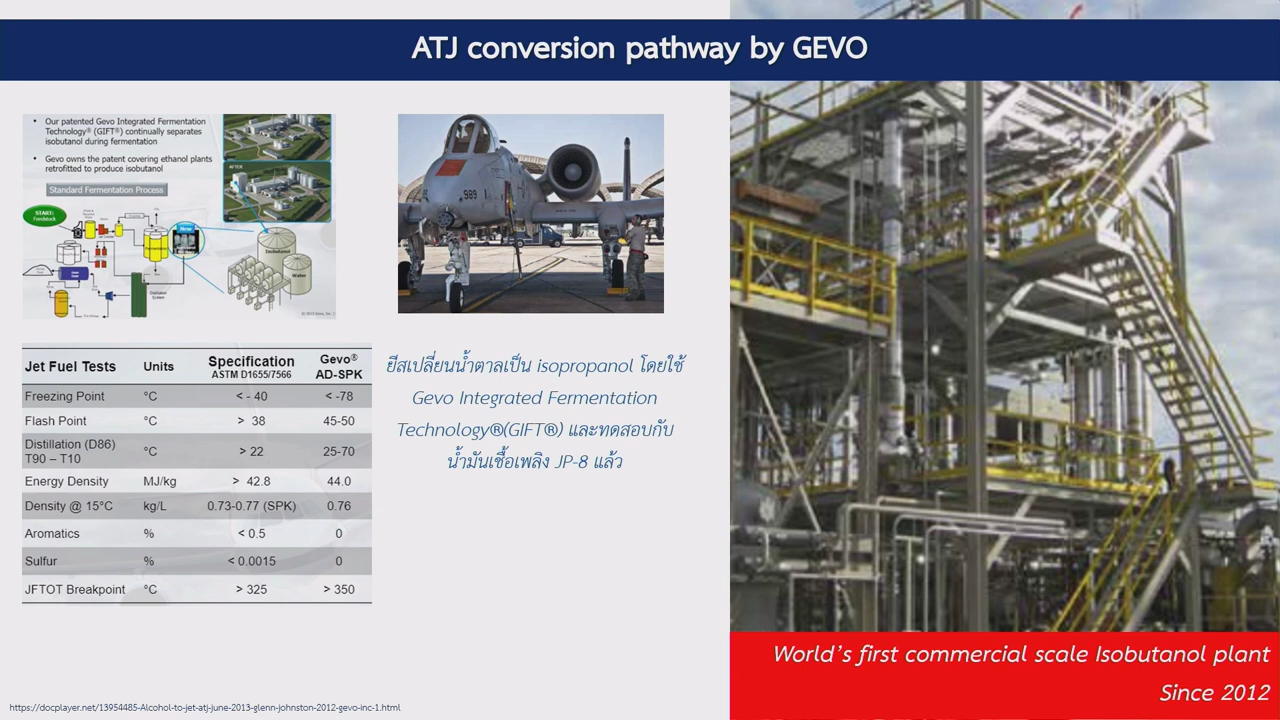 ATJ conversion pathway by GEVO
• Our patented Gevo Integrated Fermentation
Technology® (GIFT®) continually separates
isobutanol during fermentation
• Gevo owns the patent covering ethanol plants
retrofitted to produce isobutanol
Standard Fermentation Process
AFTER
START:
Feedstock
New
Isobutanol
Water
989
Jet Fuel Tests Units Specification ASTM D1655/7566 Gevo® AD-SPK
Freezing Point °C < - 40 < -78
Flash Point °C > 38 45-50
Distillation (D86)
T90 – T10 °C > 22 25-70
Energy Density MJ/kg > 42.8 44.0
Density @ 15°C kg/L 0.73-0.77 (SPK) 0.76
Aromatics % < 0.5 0
Sulfur % < 0.0015 0
JFTOT Breakpoint °C > 325 > 350
ยีสเปลี่ยนน้ำตาลเป็น isopropanol โดยใช้
Gevo Integrated Fermentation
Technology®(GIFT®) และทดสอบกับ
น้ำมันเชื้อเพลิง JP-8 แล้ว
World's first commercial scale Isobutanol plant
Since 2012
https://docplayer.net/13954485-Alcohol-to-jet-atj-june-2013-glenn-johnston-2012-gevo-inc-1.html